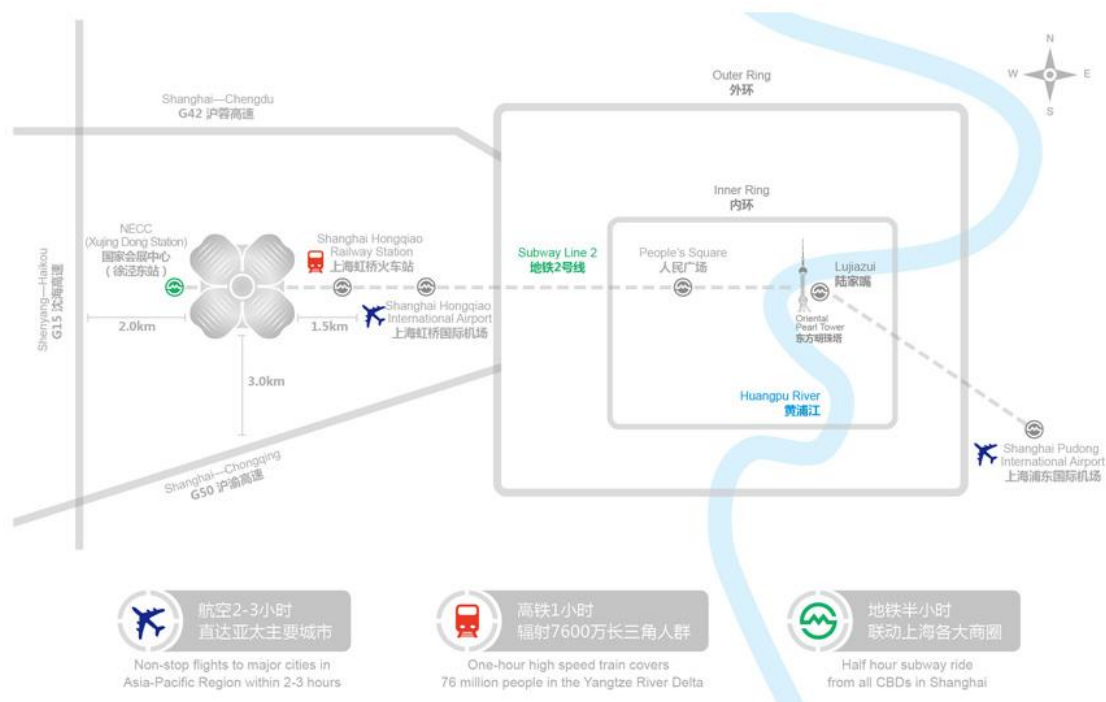 N
W
E
S
Outer Ring
外环
Shanghai—Chengdu
G42 沪蓉高速
Inner Ring
内环
NECC
(Xujing Dong Station)
国家会展中心
（徐泾东站）
Shanghai Hongqiao
Railway Station
上海虹桥火车站
Subway Line 2
地铁2号线
People's Square
人民广场
Lujiazui
陆家嘴
Oriental
Pearl Tower
东方明珠塔
Shenyang—Haikou
G15 沈海高速
2.0km
1.5km
Shanghai Hongqiao
International Airport
上海虹桥国际机场
3.0km
Huangpu River
黄浦江
Shanghai—Chongqing
G50 沪渝高速
Shanghai Pudong
International Airport
上海浦东国际机场
航空2-3小时
直达亚太主要城市
Non-stop flights to major cities in
Asia-Pacific Region within 2-3 hours
高铁1小时
辐射7600万长三角人群
One-hour high speed train covers
76 million people in the Yangtze River Delta
地铁半小时
联动上海各大商圈
Half hour subway ride
from all CBDs in Shanghai